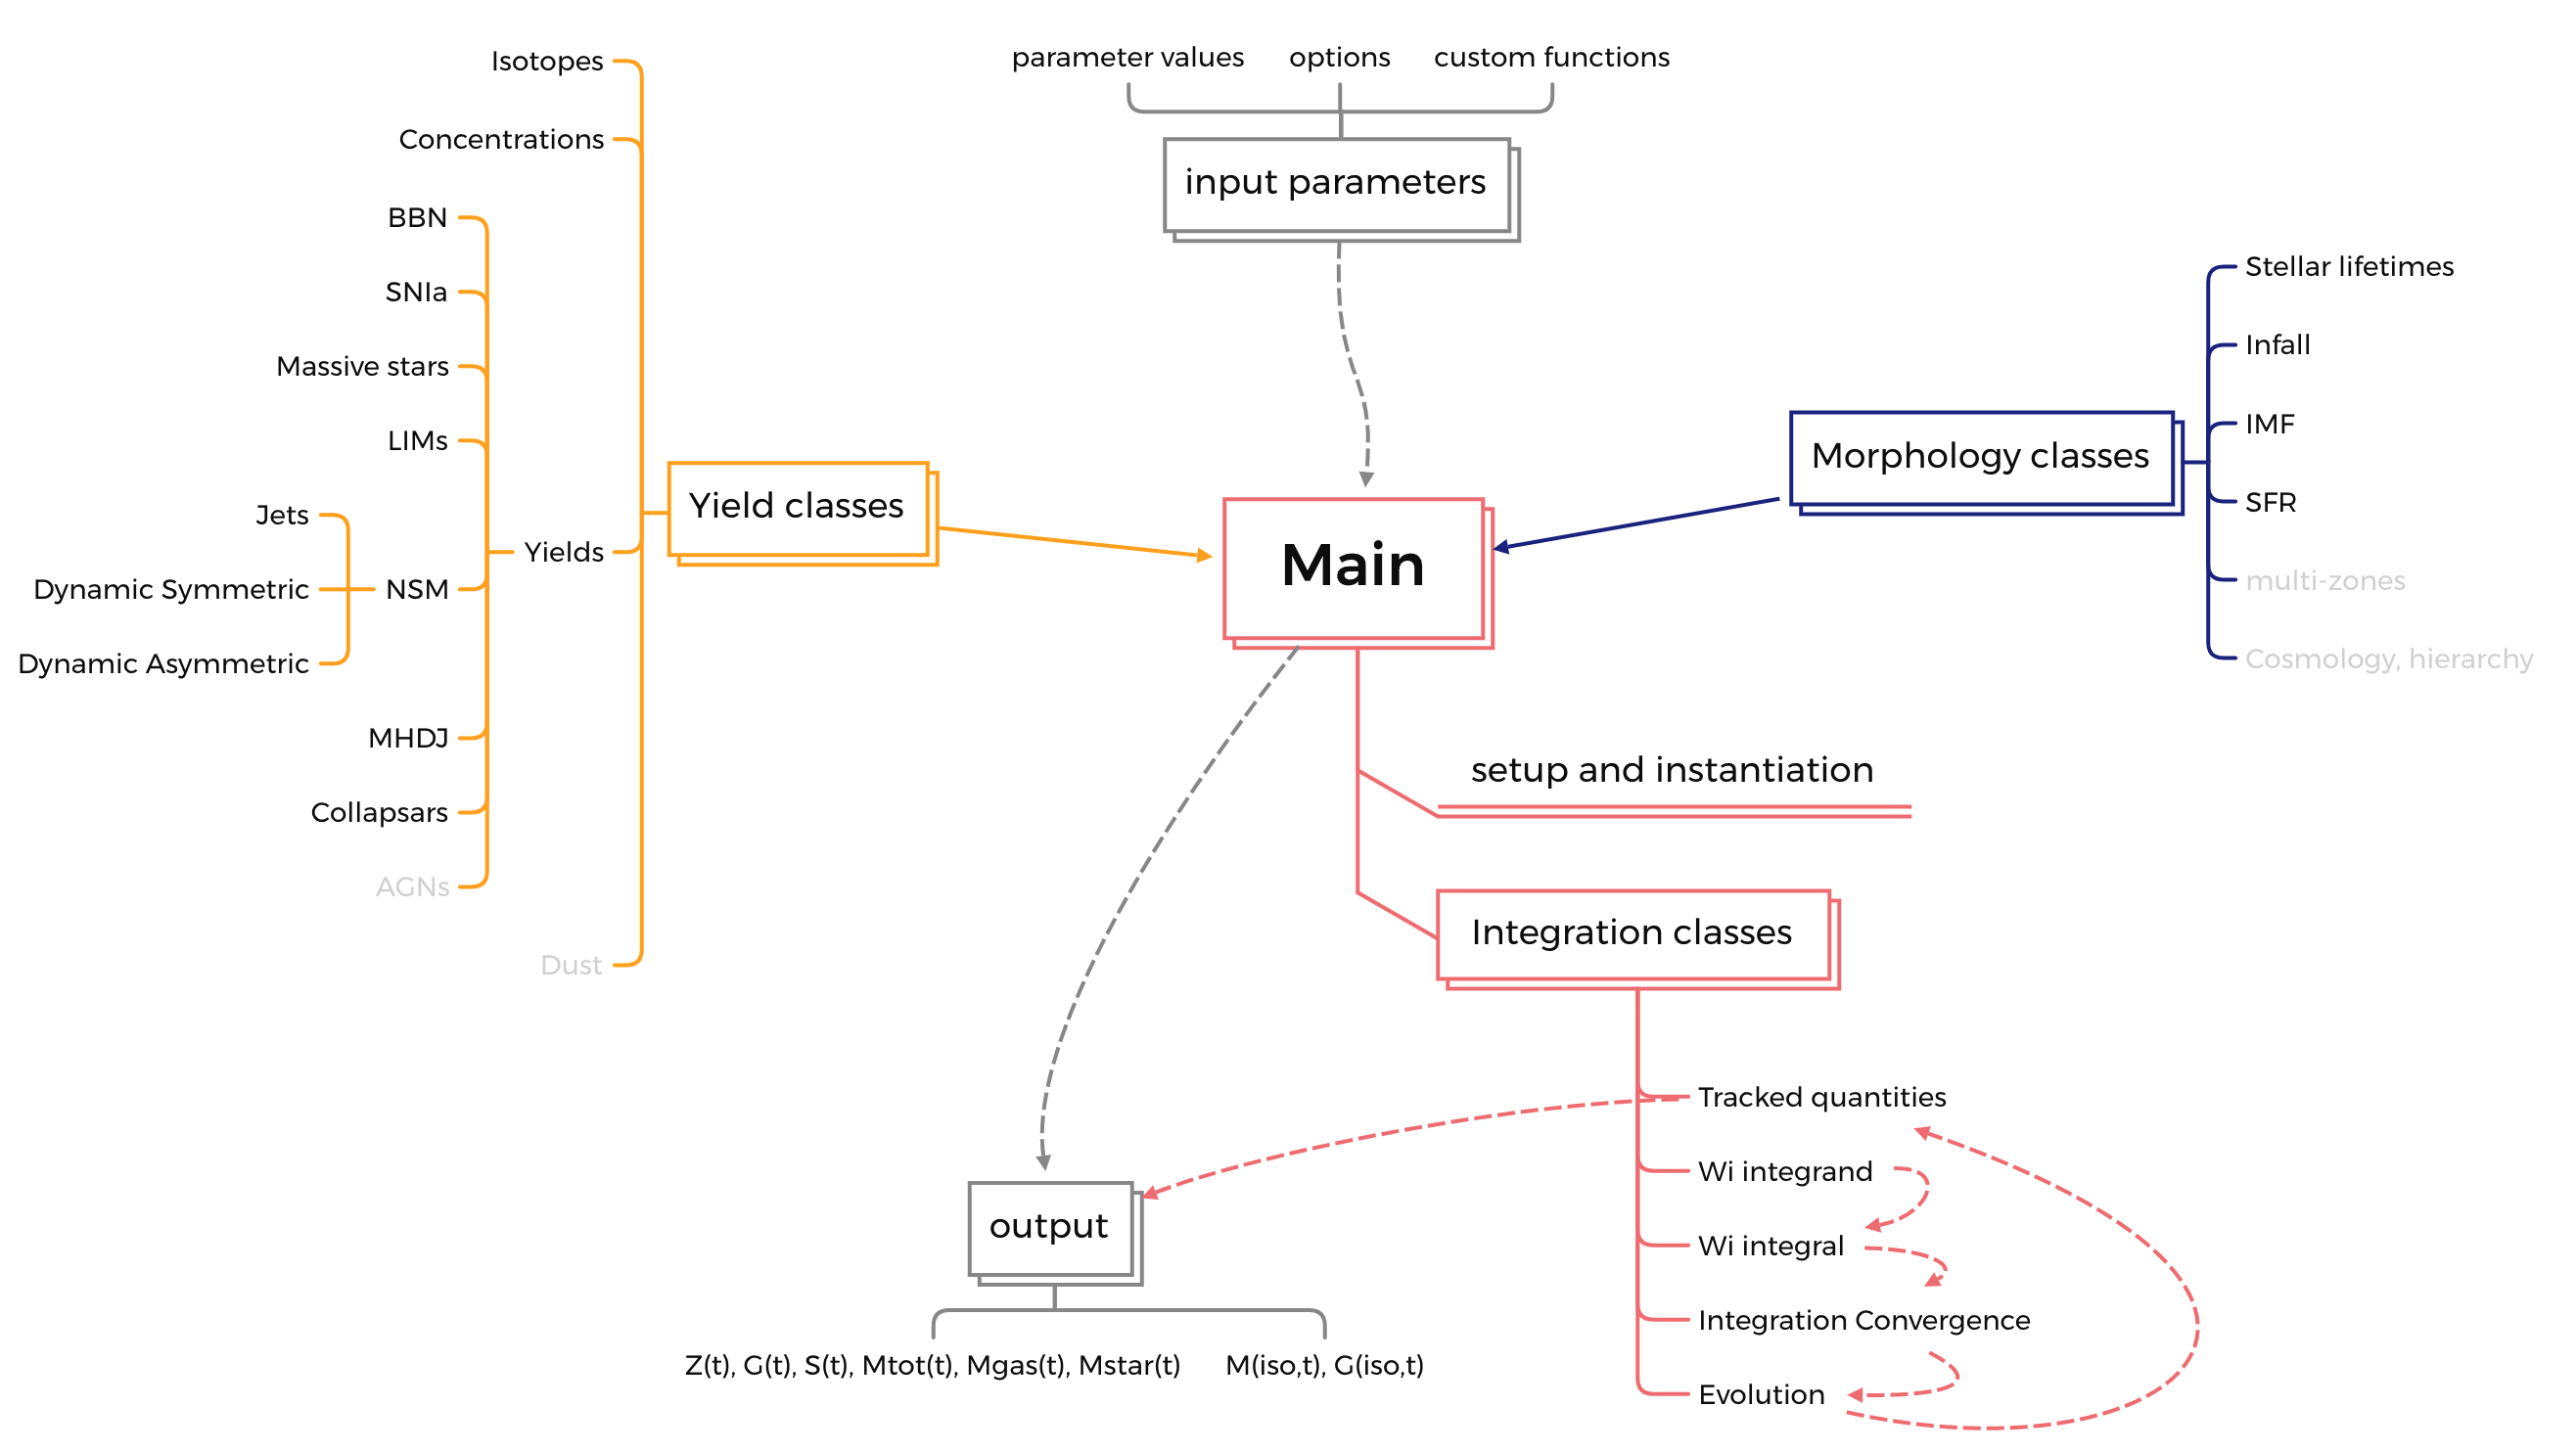 parameter values
options
custom functions
input parameters
Isotopes
Concentrations
BBN
SNIa
Massive stars
LIMs
Jets
Dynamic Symmetric
Dynamic Asymmetric
NSM
Yields
MHDJ
Collapsars
AGNs
Dust
Yield classes
Main
Morphology classes
Stellar lifetimes
Infall
IMF
SFR
multi-zones
Cosmology, hierarchy
setup and instantiation
Integration classes
Tracked quantities
Wi integrand
Wi integral
Integration Convergence
Evolution
output
Z(t), G(t), S(t), Mtot(t), Mgas(t), Mstar(t)
M(iso,t), G(iso,t)